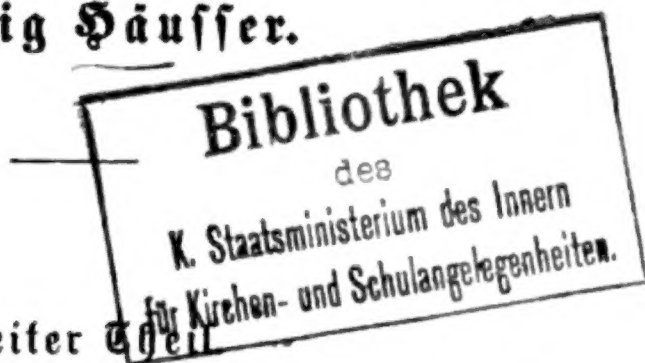 ig Häusser.
Bibliothek
des
K. Staatsministerium des Innern
für Kirchen- und Schulangelegenheiten.
eiter Theil